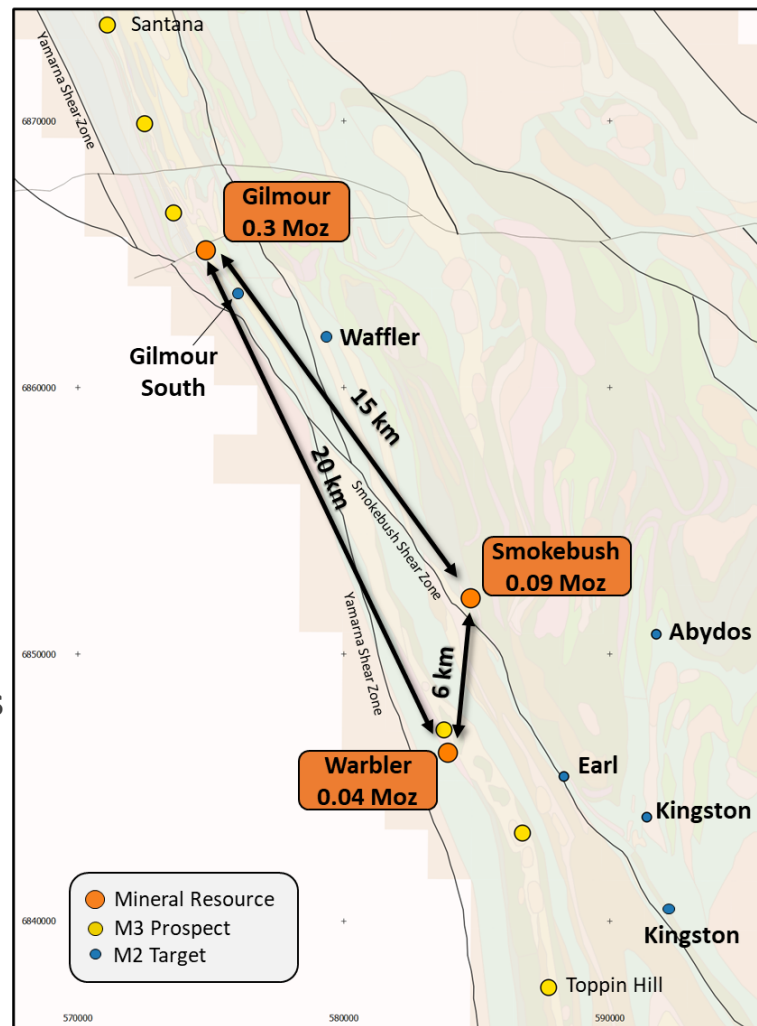 Santana
Yamarna Shear Zone
6870000
Gilmour
0.3 Moz
Waffler
Gilmour
South
6860000
15 km
20 km
Smokebush Shear Zone
Smokebush
0.09 Moz
Abydos
6850000
Yamarna Shear Zone
6 km
s
Warbler
0.04 Moz
Earl
Kingston
Mineral Resource
M3 Prospect
M2 Target
6840000
Kingston
Toppin Hill
570000
580000
590000